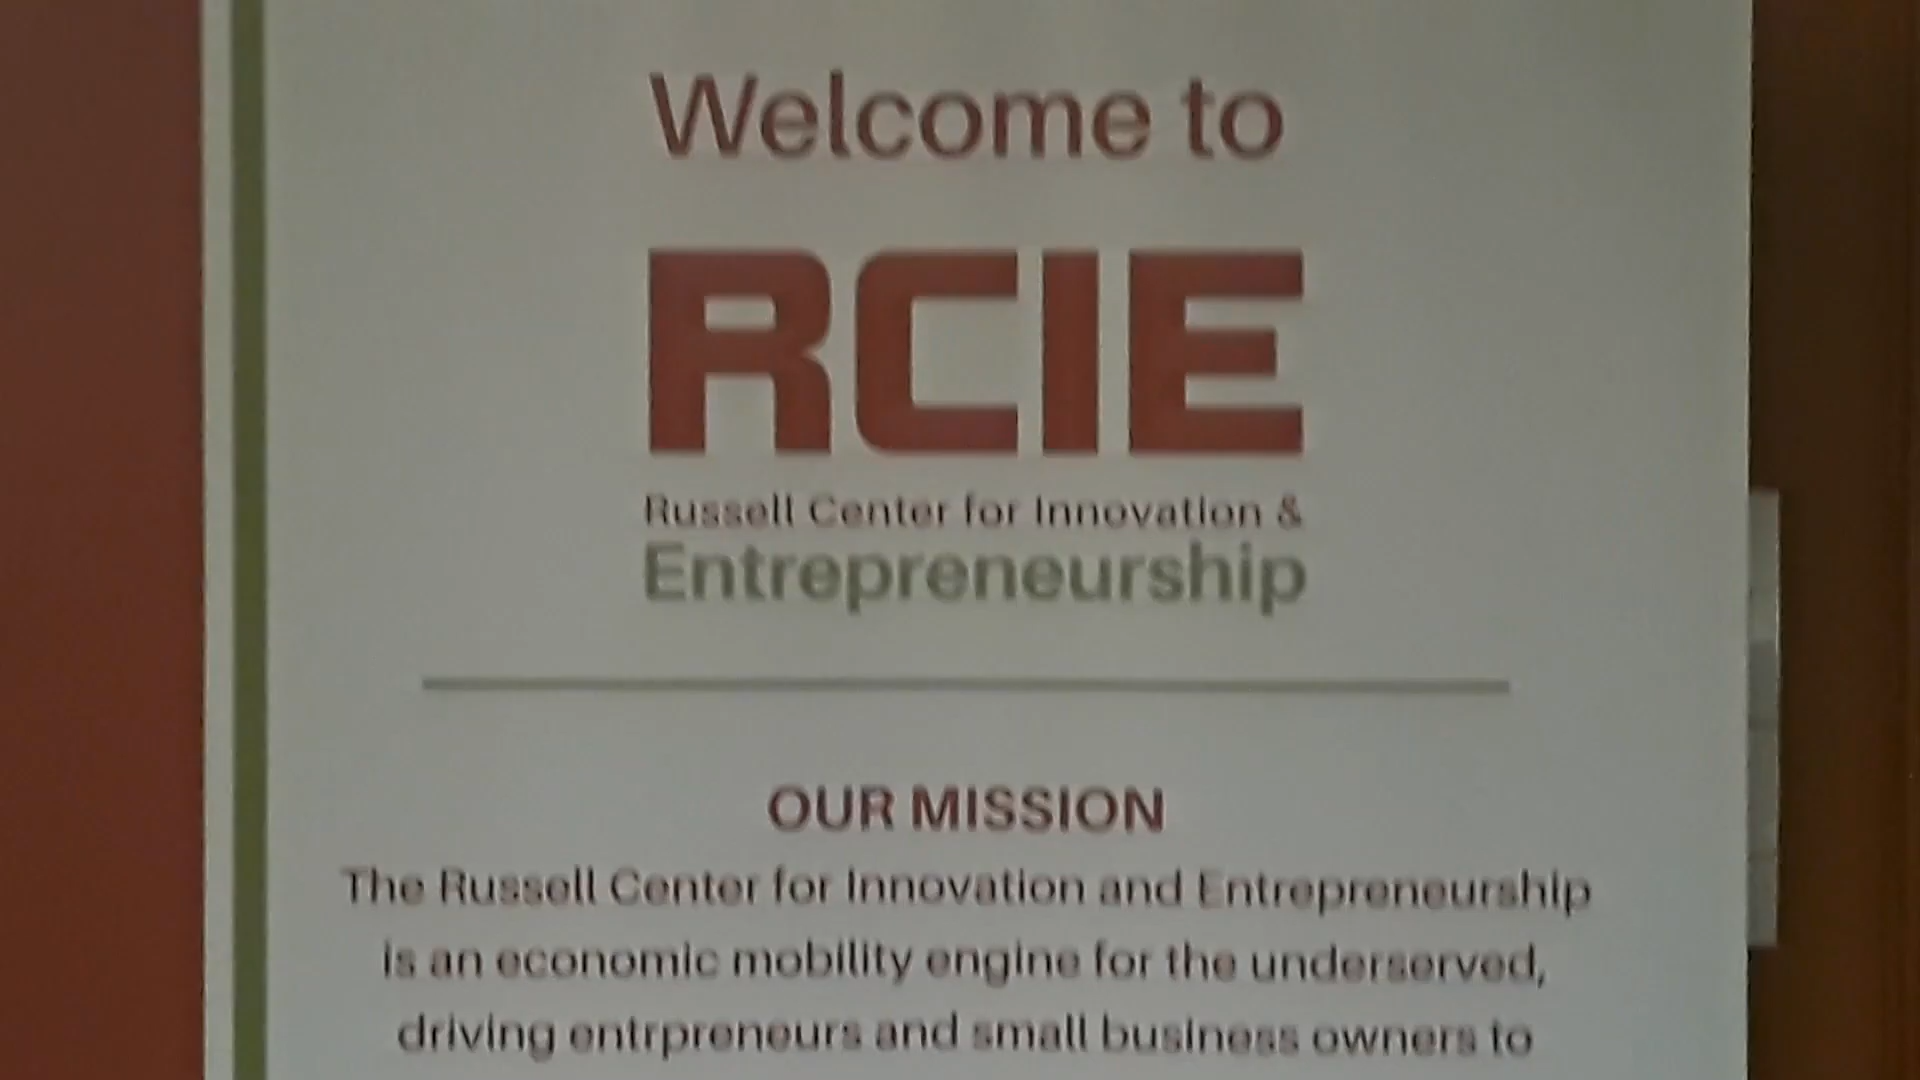 Welcome to
RCIE
Russell Center for Innovation &
Entrepreneurship
OUR MISSION
The Russell Center for Innovation and Entrepreneurship
is an economic mobility engine for the underserved,
driving entrpreneurs and small business owners to